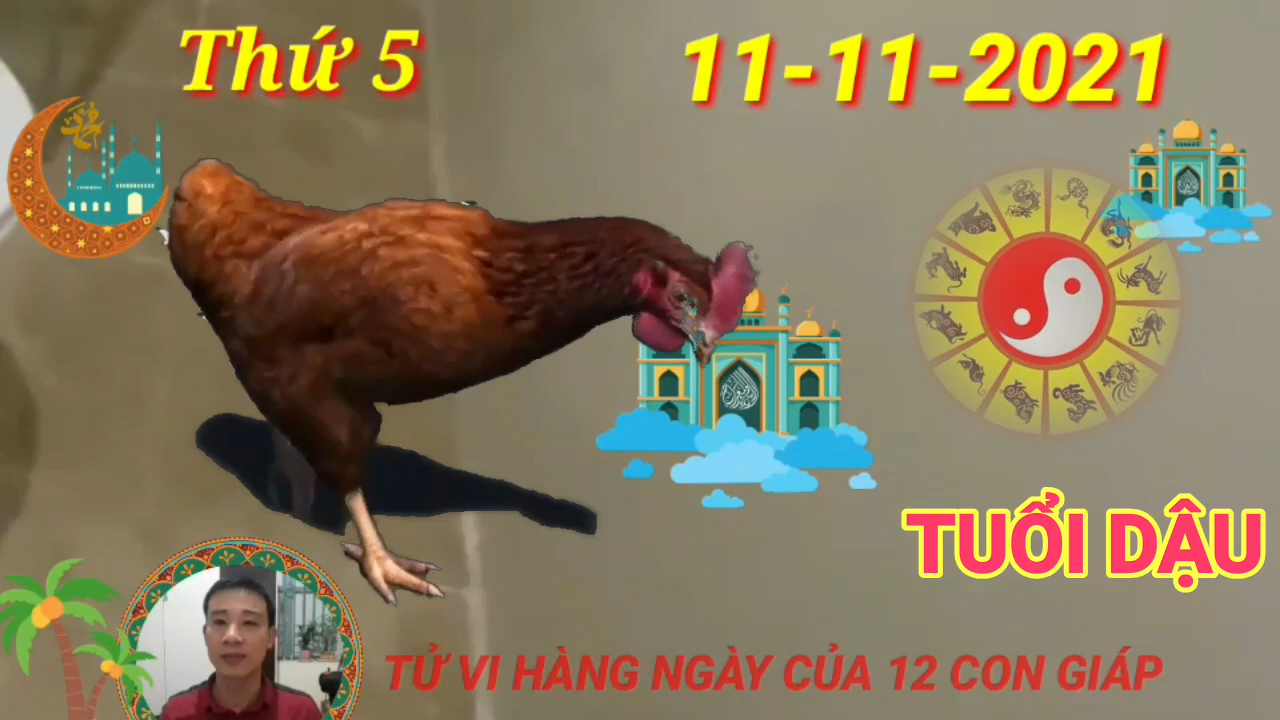 Thứ 5
11-11-2021
TUỔI DẬU
TỬ VI HÀNG NGÀY CỦA 12 CON GIÁP